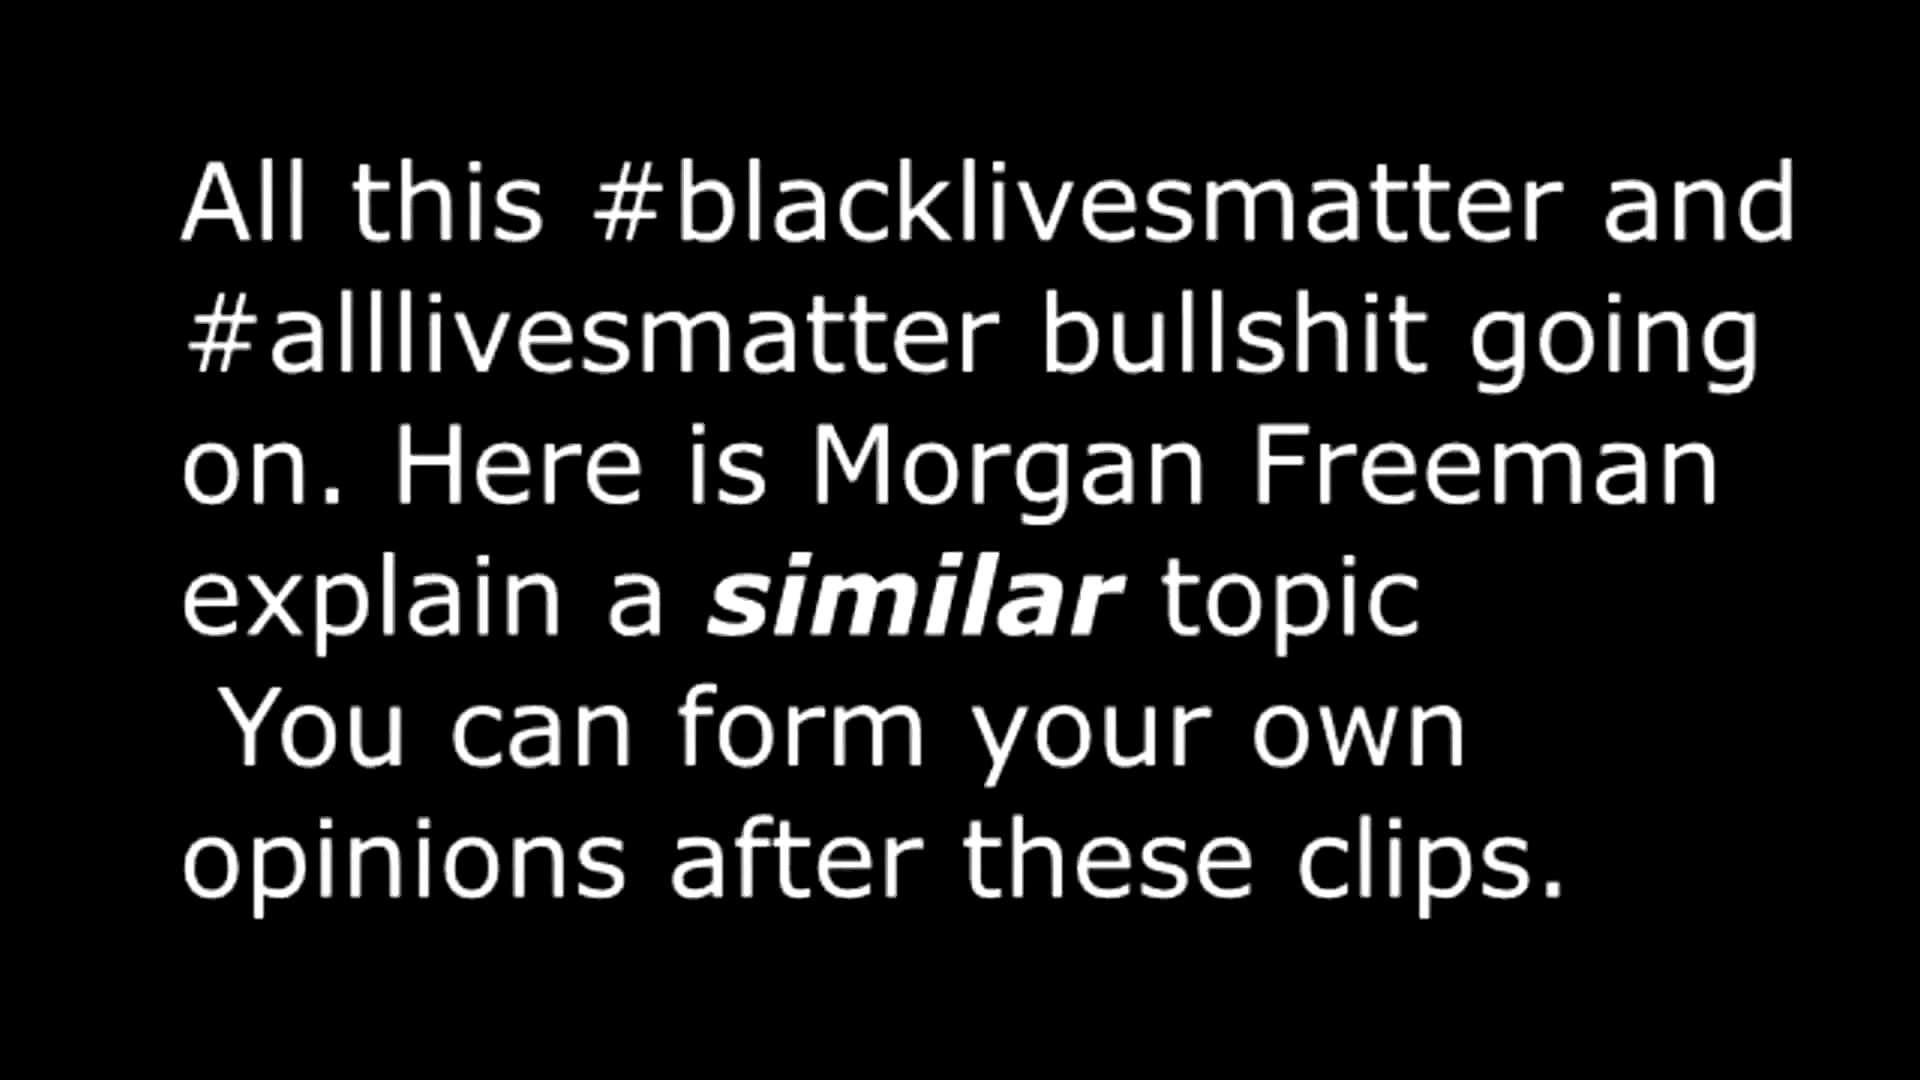 All this #blacklivesmatter and
#alllivesmatter bullshit going
on. Here is Morgan Freeman
explain a similar topic
You can form your own
opinions after these clips.